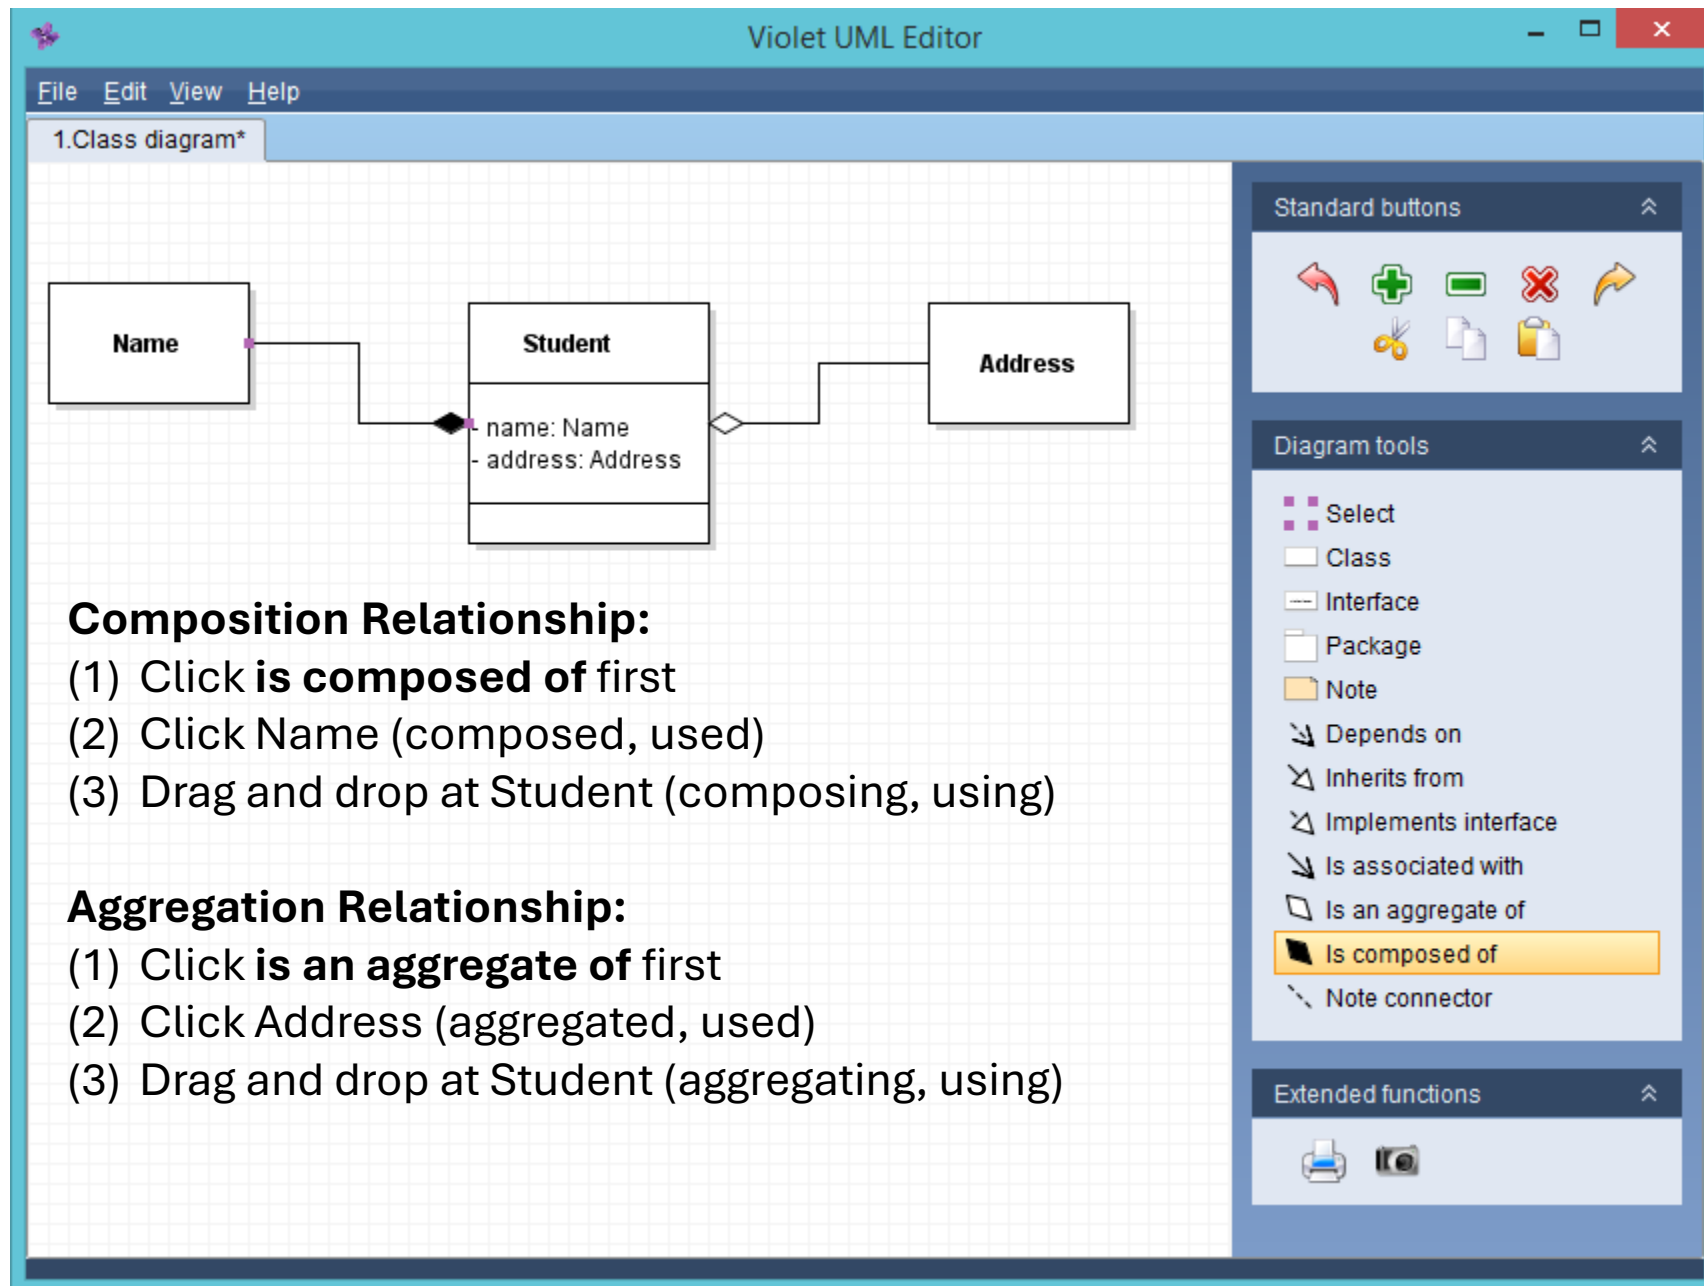 Violet UML Editor
File Edit View Help
1.Class diagram*
Name
Student
- name: Name
- address: Address
Address
Composition Relationship:
(1) Click is composed of first
(2) Click Name (composed, used)
(3) Drag and drop at Student (composing, using)
Aggregation Relationship:
(1) Click is an aggregate of first
(2) Click Address (aggregated, used)
(3) Drag and drop at Student (aggregating, using)
Standard buttons
Diagram tools
Select
Class
Interface
Package
Note
Depends on
Inherits from
Implements interface
Is associated with
Is an aggregate of
Is composed of
Note connector
Extended functions